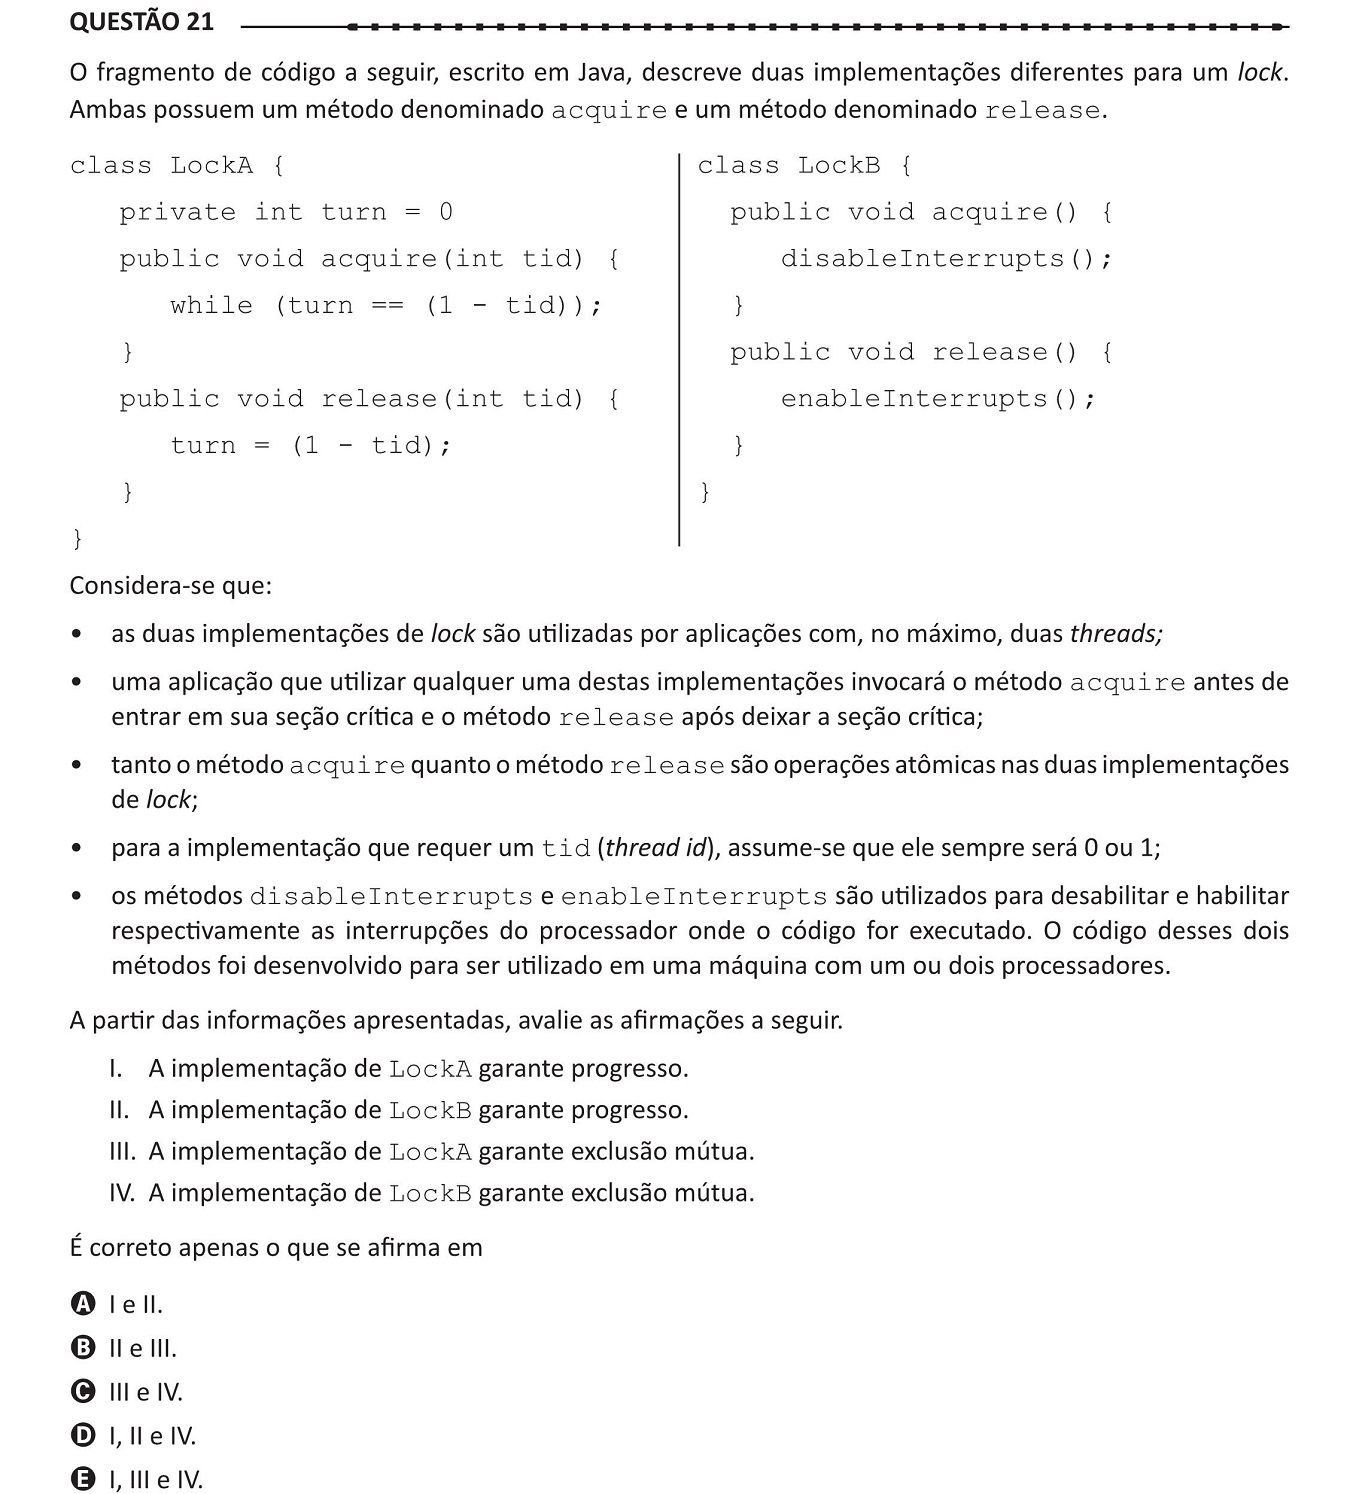 QUESTÃO 21
O fragmento de código a seguir, escrito em Java, descreve duas implementações diferentes para um lock.
Ambas possuem um método denominado acquire e um método denominado release.
class LockA {
private int turn = 0
public void acquire(int tid) {
while (turn == (1 - tid));
}
public void release(int tid) {
turn = (1 - tid);
}
}
class LockB {
public void acquire() {
disableInterrupts();
}
public void release() {
enableInterrupts();
}
}
Considera-se que:
• as duas implementações de lock são utilizadas por aplicações com, no máximo, duas threads;
• uma aplicação que utilizar qualquer uma destas implementações invocará o método acquire antes de
entrar em sua seção crítica e o método release após deixar a seção crítica;
• tanto o método acquire quanto o método release são operações atômicas nas duas implementações
de lock;
• para a implementação que requer um tid (thread id), assume-se que ele sempre será 0 ou 1;
• os métodos disableInterrupts e enableInterrupts são utilizados para desabilitar e habilitar
respectivamente as interrupções do processador onde o código for executado. O código desses dois
métodos foi desenvolvido para ser utilizado em uma máquina com um ou dois processadores.
A partir das informações apresentadas, avalie as afirmações a seguir.
I. A implementação de LockA garante progresso.
II. A implementação de LockB garante progresso.
III. A implementação de LockA garante exclusão mútua.
IV. A implementação de LockB garante exclusão mútua.
É correto apenas o que se afirma em
A I e II.
B II e III.
C III e IV.
D I, II e IV.
E I, III e IV.